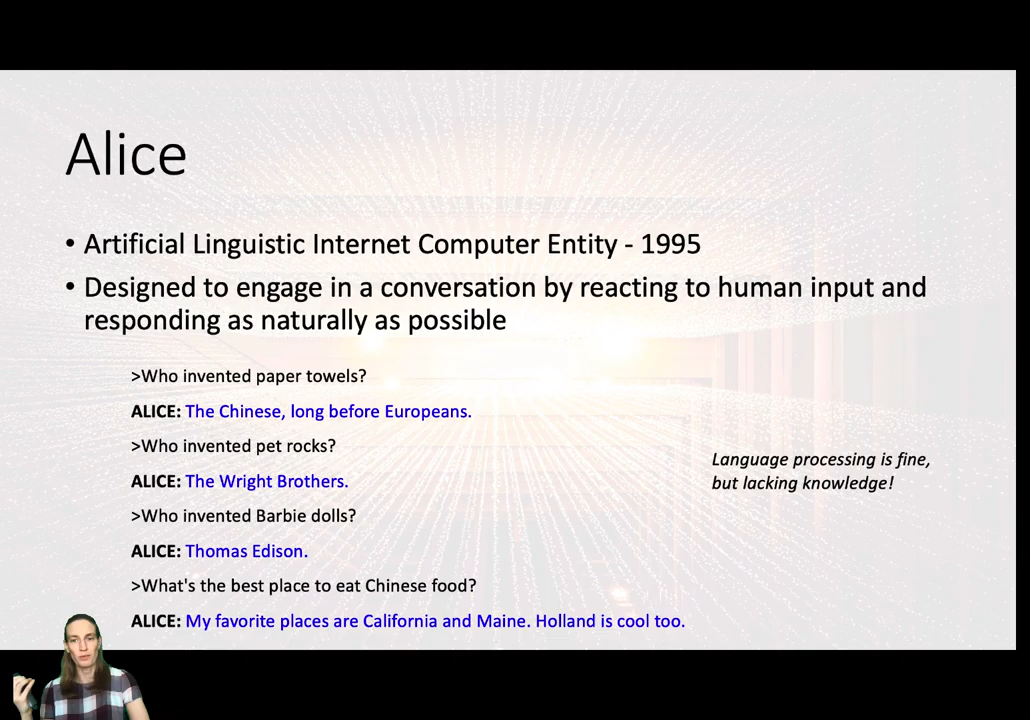 Alice
• Artificial Linguistic Internet Computer Entity - 1995
• Designed to engage in a conversation by reacting to human input and
responding as naturally as possible
>Who invented paper towels?
ALICE: The Chinese, long before Europeans.
>Who invented pet rocks?
ALICE: The Wright Brothers.
>Who invented Barbie dolls?
ALICE: Thomas Edison.
>What's the best place to eat Chinese food?
ALICE: My favorite places are California and Maine. Holland is cool too.
Language processing is fine,
but lacking knowledge!